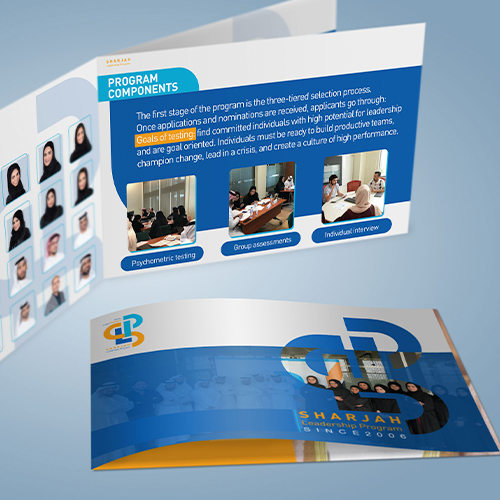 SHARJAH
PROGRAM
COMPONENTS
The first stage of the program is the three-tiered selection process.
Once applications and nominations are received, applicants go through:
Goals of testing: find committed individuals with high potential for leadership
and are goal oriented. Individuals must be ready to build productive teams,
champion change, lead in a crisis, and create a culture of high performance.
Psychometric testing
Group assessments
Individual interview
SHARJAH
Leadership Program
SINCE2006